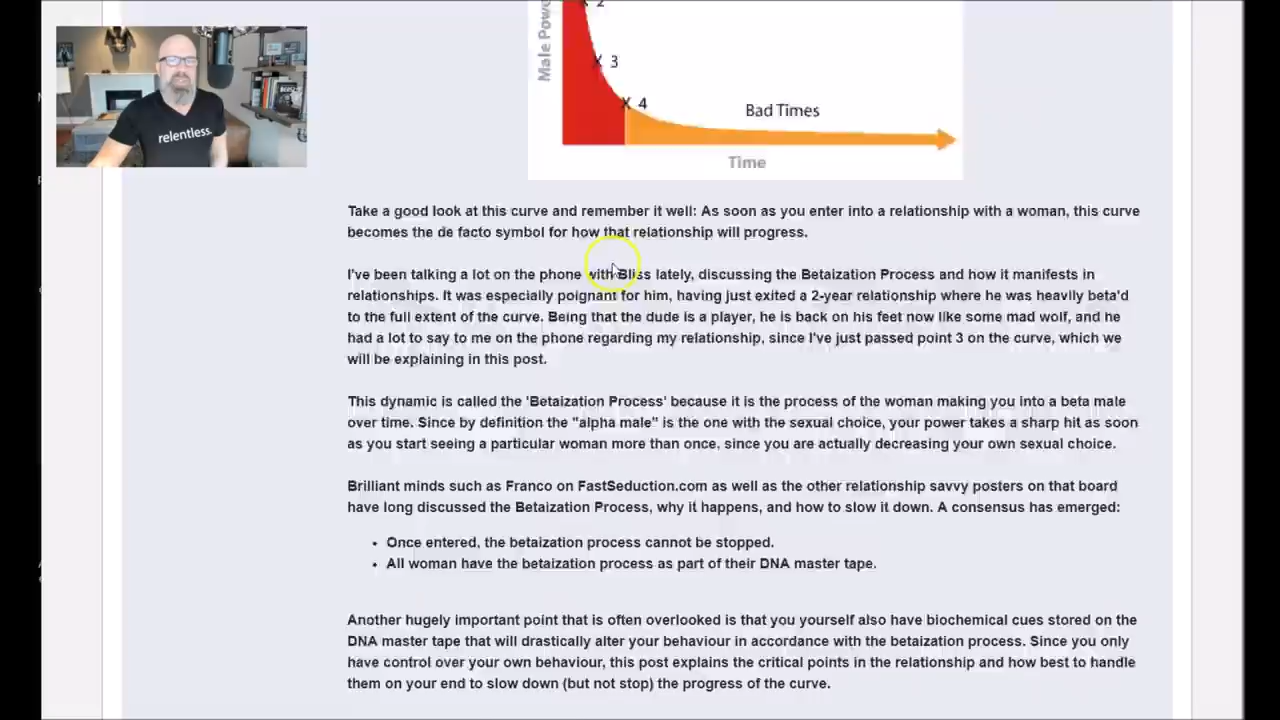 Male Powe
X 2
X 3
X 4
Bad Times
Time
relentless.
Take a good look at this curve and remember it well: As soon as you enter into a relationship with a woman, this curve
becomes the de facto symbol for how that relationship will progress.
I've been talking a lot on the phone with Bliss lately, discussing the Betaization Process and how it manifests in
relationships. It was especially poignant for him, having just exited a 2-year relationship where he was heavily beta'd
to the full extent of the curve. Being that the dude is a player, he is back on his feet now like some mad wolf, and he
had a lot to say to me on the phone regarding my relationship, since I've just passed point 3 on the curve, which we
will be explaining in this post.
This dynamic is called the 'Betaization Process' because it is the process of the woman making you into a beta male
over time. Since by definition the "alpha male" is the one with the sexual choice, your power takes a sharp hit as soon
as you start seeing a particular woman more than once, since you are actually decreasing your own sexual choice.
Brilliant minds such as Franco on FastSeduction.com as well as the other relationship savvy posters on that board
have long discussed the Betaization Process, why it happens, and how to slow it down. A consensus has emerged:
• Once entered, the betaization process cannot be stopped.
• All woman have the betaization process as part of their DNA master tape.
Another hugely important point that is often overlooked is that you yourself also have biochemical cues stored on the
DNA master tape that will drastically alter your behaviour in accordance with the betaization process. Since you only
have control over your own behaviour, this post explains the critical points in the relationship and how best to handle
them on your end to slow down (but not stop) the progress of the curve.